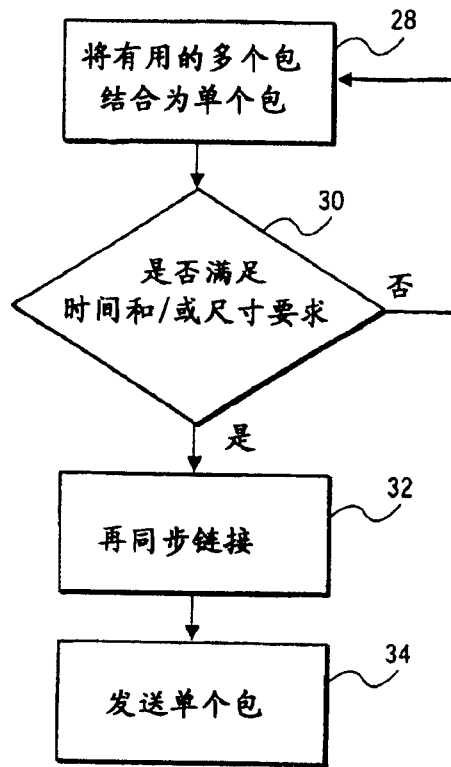 28
将有用的多个包
结合为单个包
30
是否满足
时间和/或尺寸要求
否
是
32
再同步链接
34
发送单个包